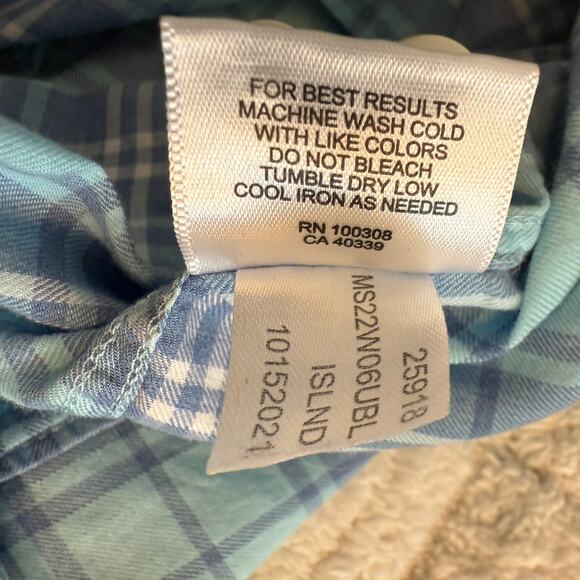 FOR BEST RESULTS
MACHINE WASH COLD
WITH LIKE COLORS
DO NOT BLEACH
TUMBLE DRY LOW
COOL IRON AS NEEDED
RN 100308
CA 40339
25918
MS22W06UBL
ISLND
10152021